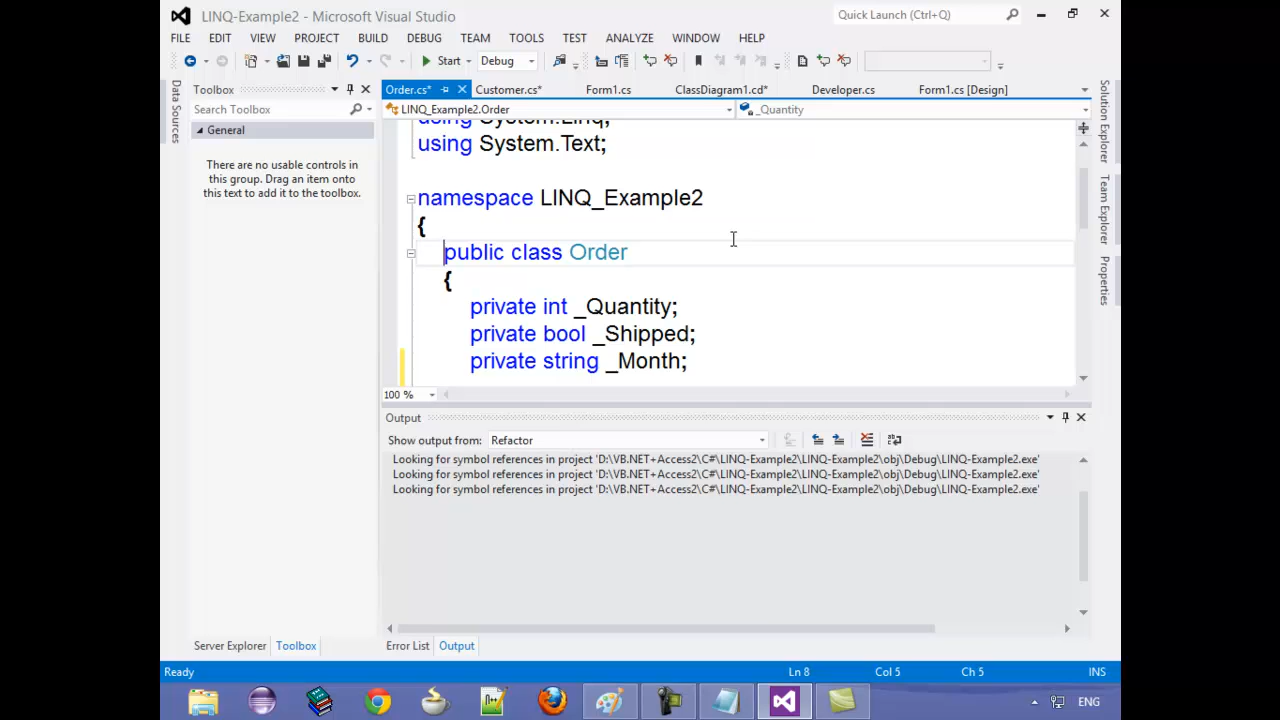 LINQ-Example2 - Microsoft Visual Studio
Quick Launch (Ctrl+Q)
FILE EDIT VIEW PROJECT BUILD DEBUG TEAM TOOLS TEST ANALYZE WINDOW HELP
Start Debug
Data Sources
Toolbox
Search Toolbox
General
There are no usable controls in
this group. Drag an item onto
this text to add it to the toolbox.
Server Explorer Toolbox
Order.cs* Customer.cs* Form1.cs ClassDiagram1.cd* Developer.cs Form1.cs [Design]
LINQ_Example2.Order _Quantity
using System.Linq;
using System.Text;
namespace LINQ_Example2
{
public class Order
{
private int _Quantity;
private bool _Shipped;
private string _Month;
100 %
Output
Show output from: Refactor
Looking for symbol references in project 'D:\VB.NET+Access2\C#\LINQ-Example2\LINQ-Example2\obj\Debug\LINQ-Example2.exe'
Looking for symbol references in project 'D:\VB.NET+Access2\C#\LINQ-Example2\LINQ-Example2\obj\Debug\LINQ-Example2.exe'
Looking for symbol references in project 'D:\VB.NET+Access2\C#\LINQ-Example2\LINQ-Example2\obj\Debug\LINQ-Example2.exe'
Error List Output
Solution Explorer
Team Explorer
Properties
Ready Ln 8 Col 5 Ch 5 INS
ENG